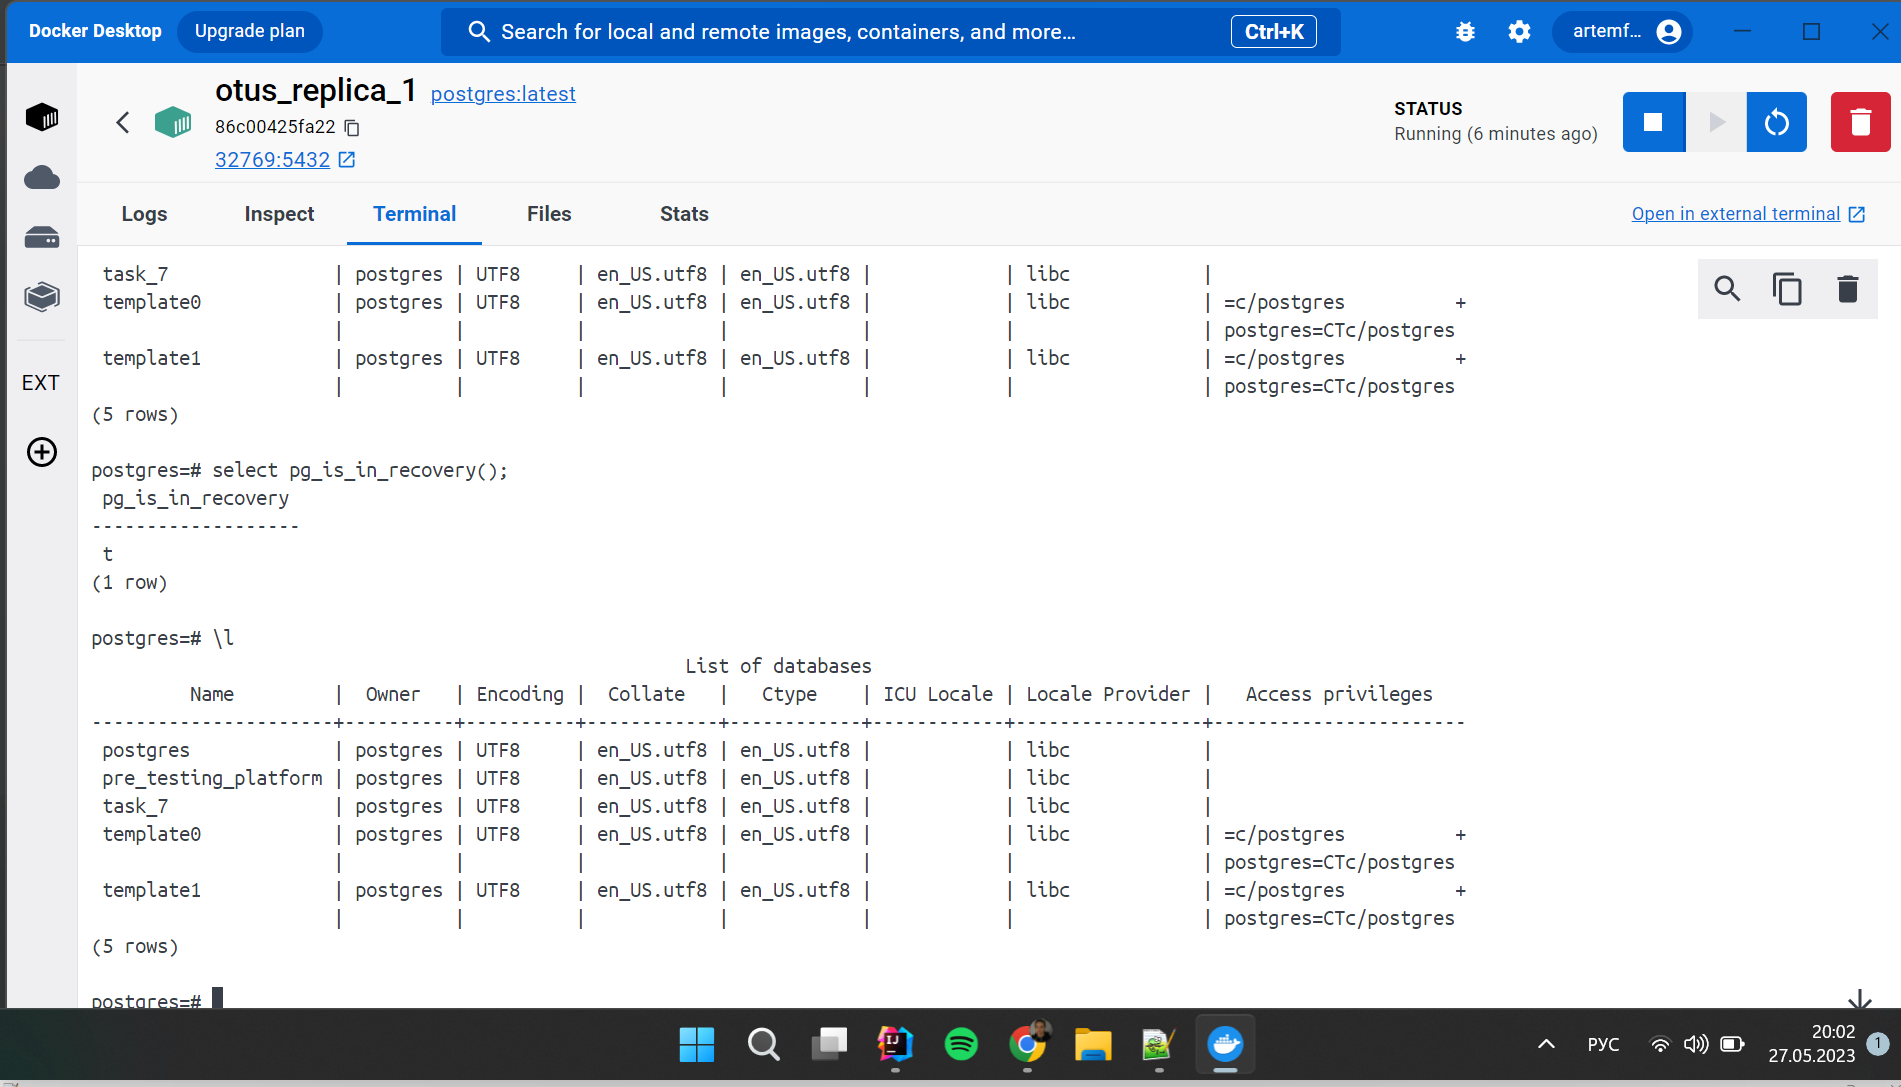 Docker Desktop Upgrade plan Search for local and remote images, containers, and more... Ctrl+K artemf...
otus_replica_1 postgres:latest
86c00425fa22
32769:5432
STATUS
Running (6 minutes ago)
Logs Inspect Terminal Files Stats Open in external terminal
EXT
task_7 | postgres | UTF8 | en_US.utf8 | en_US.utf8 | | libc |
template0 | postgres | UTF8 | en_US.utf8 | en_US.utf8 | | libc | =c/postgres +
| | | | | | | postgres=CTc/postgres
template1 | postgres | UTF8 | en_US.utf8 | en_US.utf8 | | libc | =c/postgres +
| | | | | | | postgres=CTc/postgres
(5 rows)
postgres=# select pg_is_in_recovery();
pg_is_in_recovery
-------------------
t
(1 row)
postgres=# \l
List of databases
Name | Owner | Encoding | Collate | Ctype | ICU Locale | Locale Provider | Access privileges
----------------------+----------+----------+------------+------------+------------+-----------------+-----------------------
postgres | postgres | UTF8 | en_US.utf8 | en_US.utf8 | | libc |
pre_testing_platform | postgres | UTF8 | en_US.utf8 | en_US.utf8 | | libc |
task_7 | postgres | UTF8 | en_US.utf8 | en_US.utf8 | | libc |
template0 | postgres | UTF8 | en_US.utf8 | en_US.utf8 | | libc | =c/postgres +
| | | | | | | postgres=CTc/postgres
template1 | postgres | UTF8 | en_US.utf8 | en_US.utf8 | | libc | =c/postgres +
| | | | | | | postgres=CTc/postgres
(5 rows)
postgres=#
IJ
РУС
20:02
27.05.2023
1